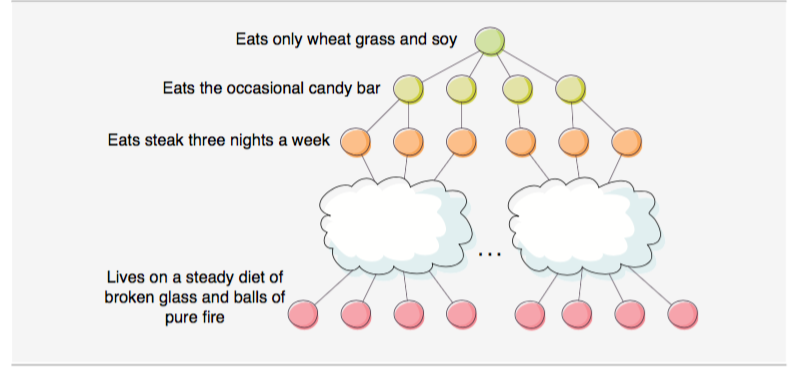 Eats only wheat grass and soy
Eats the occasional candy bar
Eats steak three nights a week
...
Lives on a steady diet of
broken glass and balls of
pure fire